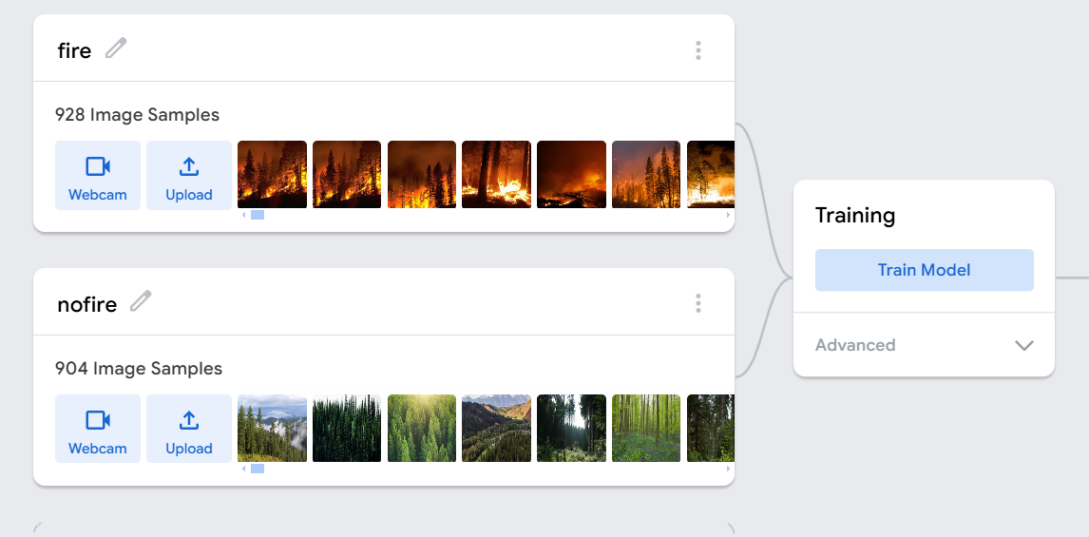 fire
928 Image Samples
Webcam
Upload
nofire
904 Image Samples
Webcam
Upload
Training
Train Model
Advanced